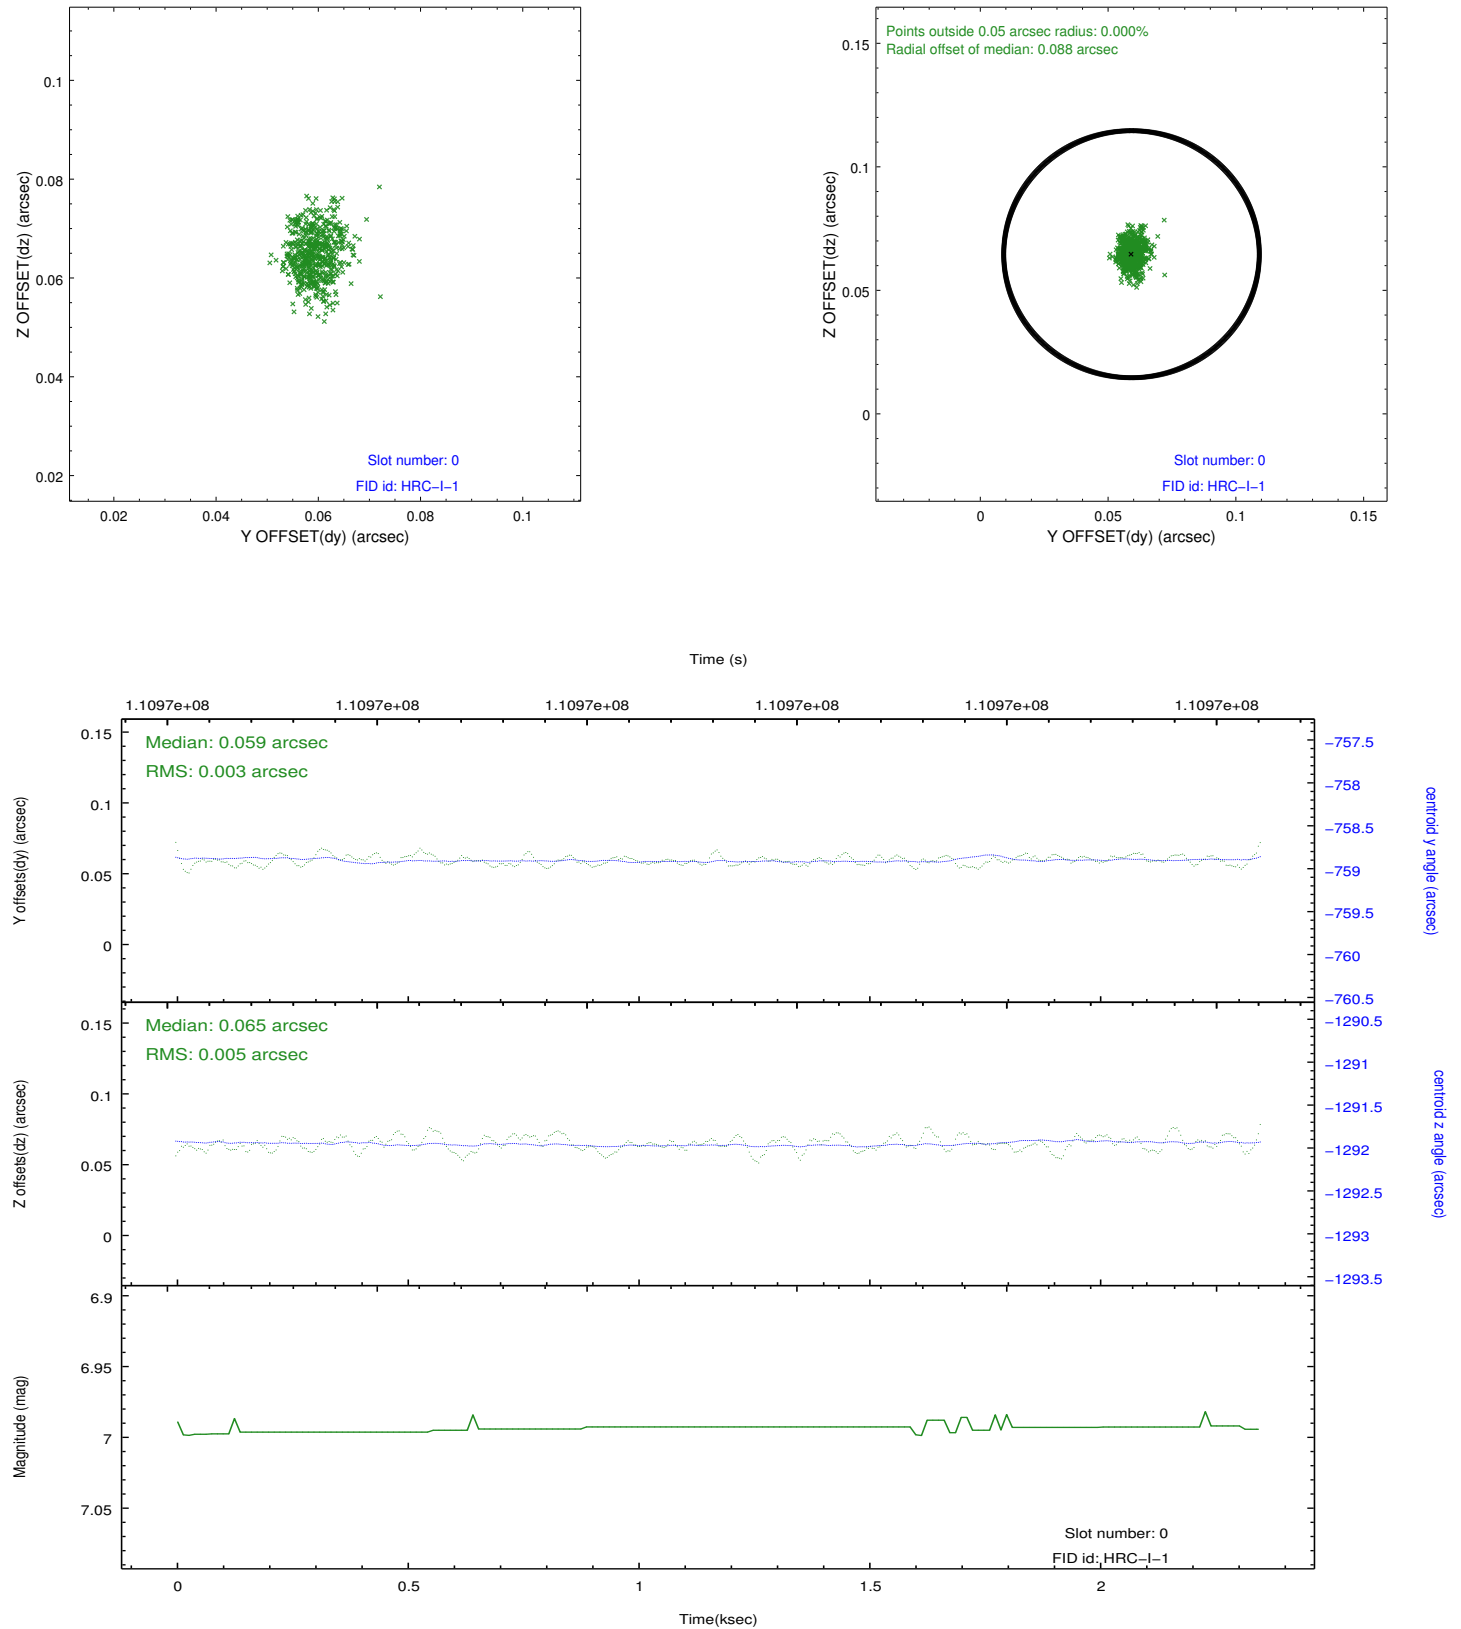 0.1
0.08
0.06
0.04
0.02
Z OFFSET(dz) (arcsec)
Slot number: 0
FID id: HRC−I−1
0.02
0.04
0.06
0.08
0.1
Y OFFSET(dy) (arcsec)
Points outside 0.05 arcsec radius: 0.000%
Radial offset of median: 0.088 arcsec
0.15
0.1
0.05
0
Z OFFSET(dz) (arcsec)
Slot number: 0
FID id: HRC−I−1
0
0.05
0.1
0.15
Y OFFSET(dy) (arcsec)
Time (s)
1.1097e+08
1.1097e+08
1.1097e+08
1.1097e+08
1.1097e+08
1.1097e+08
Median: 0.059 arcsec
RMS: 0.003 arcsec
0.15
0.1
0.05
0
Y offsets(dy) (arcsec)
−757.5
−758
−758.5
−759
−759.5
−760
−760.5
centroid y angle (arcsec)
Median: 0.065 arcsec
RMS: 0.005 arcsec
0.15
0.1
0.05
0
Z offsets(dz) (arcsec)
−1290.5
−1291
−1291.5
−1292
−1292.5
−1293
−1293.5
centroid z angle (arcsec)
6.9
6.95
7
7.05
Magnitude (mag)
Slot number: 0
FID id: HRC−I−1
0
0.5
1
1.5
2
Time(ksec)